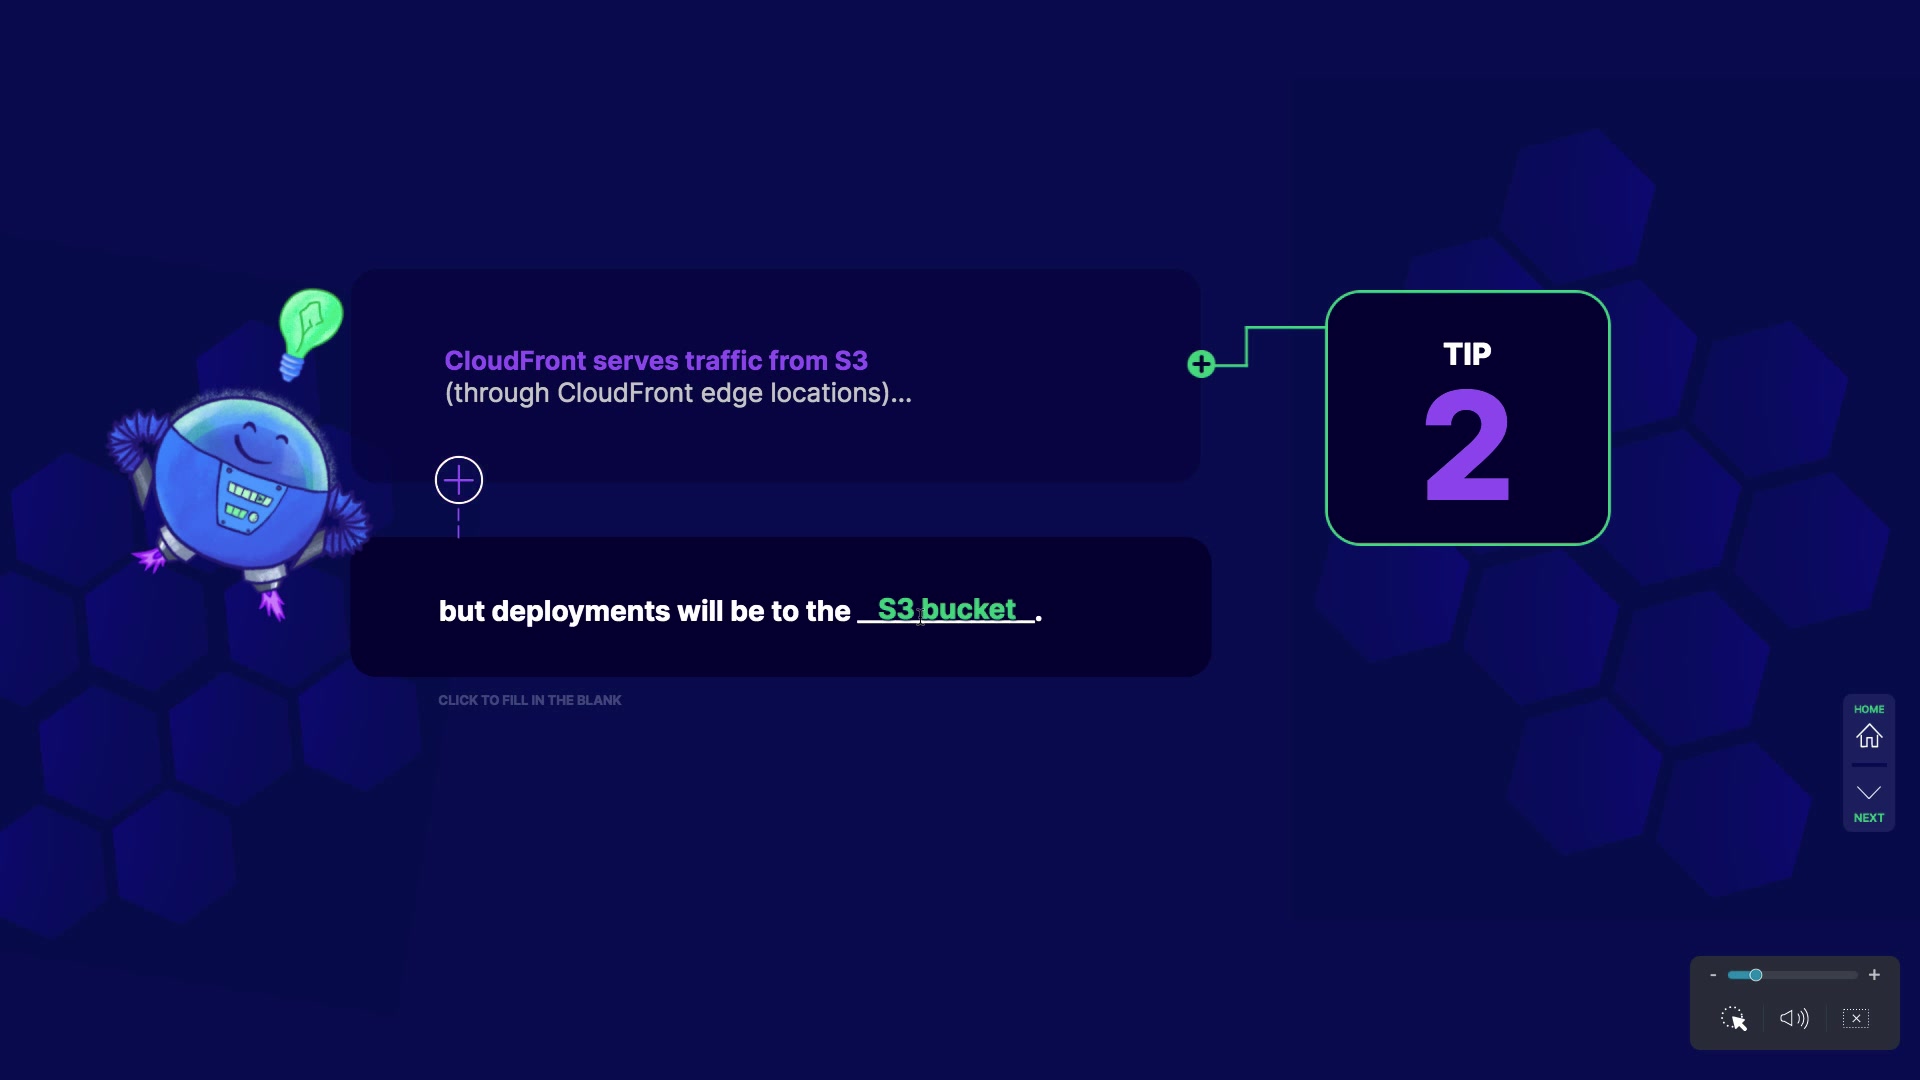 CloudFront serves traffic from S3
(through CloudFront edge locations)...
TIP
2
but deployments will be to the S3 bucket.
CLICK TO FILL IN THE BLANK
HOME
NEXT
- +